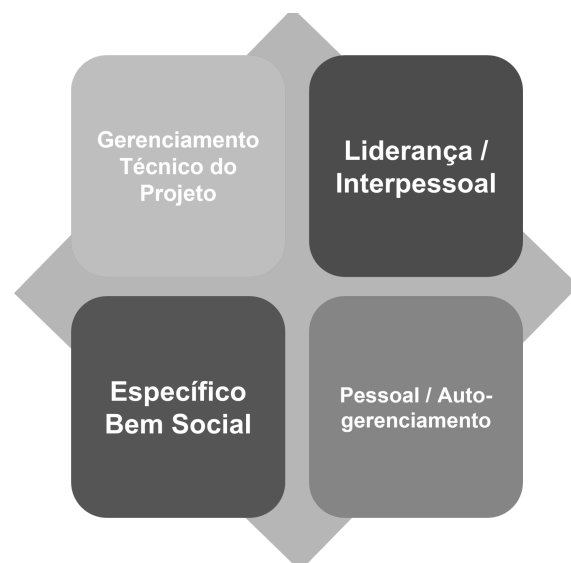 Gerenciamento
Técnico do
Projeto
Liderança /
Interpessoal
Específico
Bem Social
Pessoal / Auto-
gerenciamento